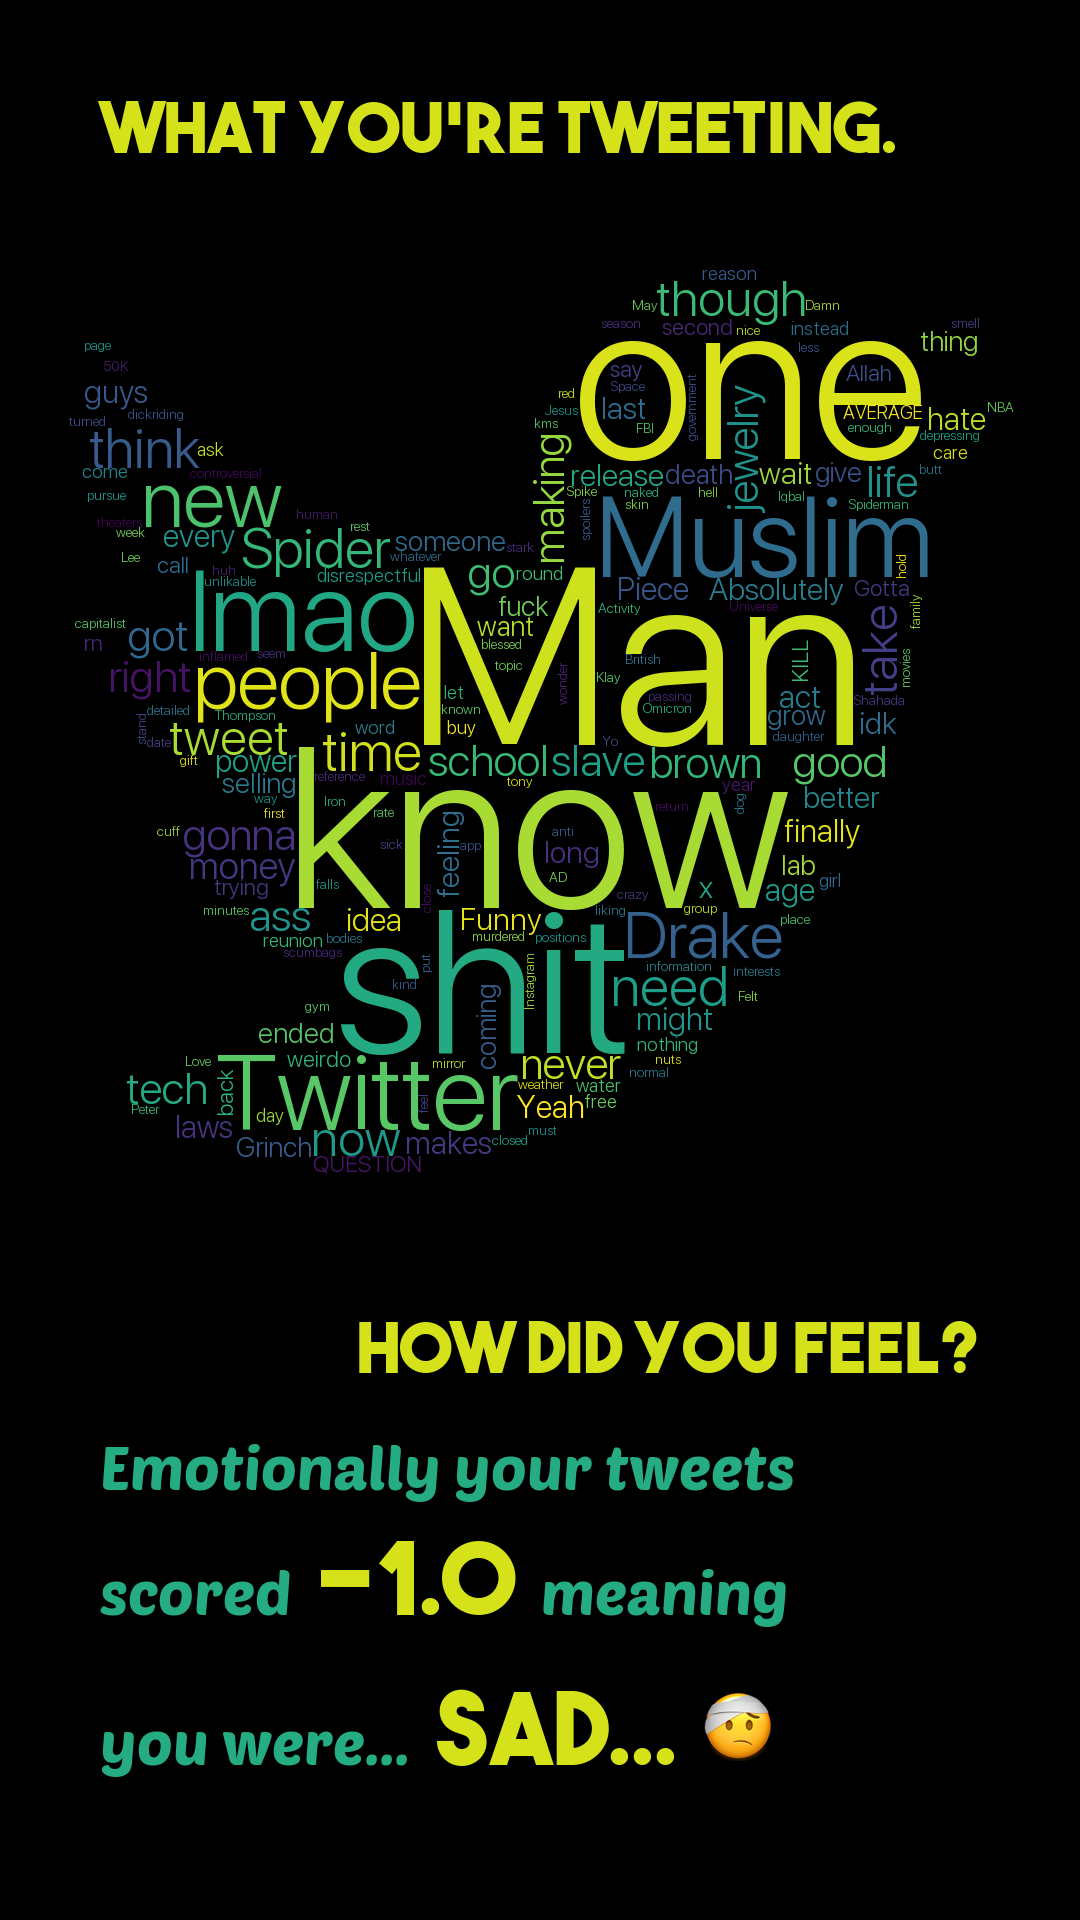 WHAT YOU'RE TWEETING.
reason
May though Damn
season second nice instead smell
page less thing
50K one
guys say Allah
Space
red last AVERAGE hate NBA
turned dickriding Jesus government jewelry
think ask kms FBI enough depressing
care
come controversial making release death wait give life butt
pursue new Spike naked hell Iqbal Spiderman
skin
theaters human spoilers Muslim
week rest
every Spider someone stark
Lee whatever hold
call huh disrespectful go round Piece Absolutely Gotta
unlikable
lmao Man fuck Activity Universe family
capitalist want
got blessed take
rn inflamed seem topic British KILL movies
right people wonder Klay
let passing act Shahada
detailed Thompson known Omicron grow idk
stand word buy daughter
date tweet time Yo
gift power school slave brown good
selling reference music tony year
way Iron return dog better
first rate
cuff gonna know anti finally
sick feeling app long
money lab
trying falls AD x age girl
close crazy
minutes ass idea Funny liking group place
reunion bodies murdered positions Drake
scumbags put information interests
kind shit Instagram need Felt
gym coming might
ended nothing
Love weirdo mirror never nuts
tech back Twitter weather water normal
Peter day feel Yeah free
laws now must
Grinch makes closed
QUESTION
HOW DID YOU FEEL?
Emotionally your tweets
scored -1.0 meaning
you were... SAD... 🤕